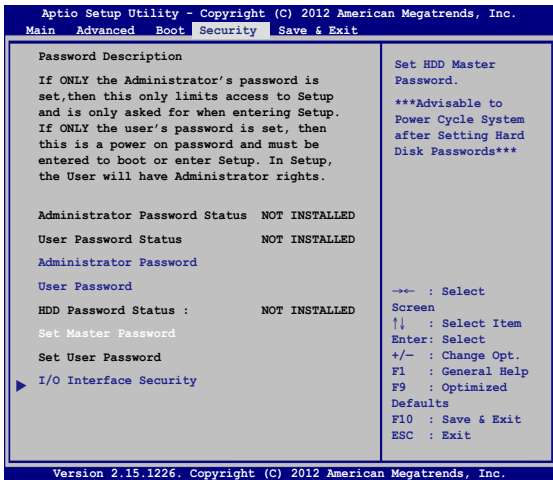 Aptio Setup Utility - Copyright (C) 2012 American Megatrends, Inc.
Main Advanced Boot Security Save & Exit
Password Description
If ONLY the Administrator's password is
set,then this only limits access to Setup
and is only asked for when entering Setup.
If ONLY the user's password is set, then
this is a power on password and must be
entered to boot or enter Setup. In Setup,
the User will have Administrator rights.
Administrator Password Status NOT INSTALLED
User Password Status NOT INSTALLED
Administrator Password
User Password
HDD Password Status : NOT INSTALLED
Set Master Password
Set User Password
I/O Interface Security
Set HDD Master
Password.
***Advisable to
Power Cycle System
after Setting Hard
Disk Passwords***
→← : Select
Screen
↑↓ : Select Item
Enter: Select
+/— : Change Opt.
F1 : General Help
F9 : Optimized
Defaults
F10 : Save & Exit
ESC : Exit
Version 2.15.1226. Copyright (C) 2012 American Megatrends, Inc.